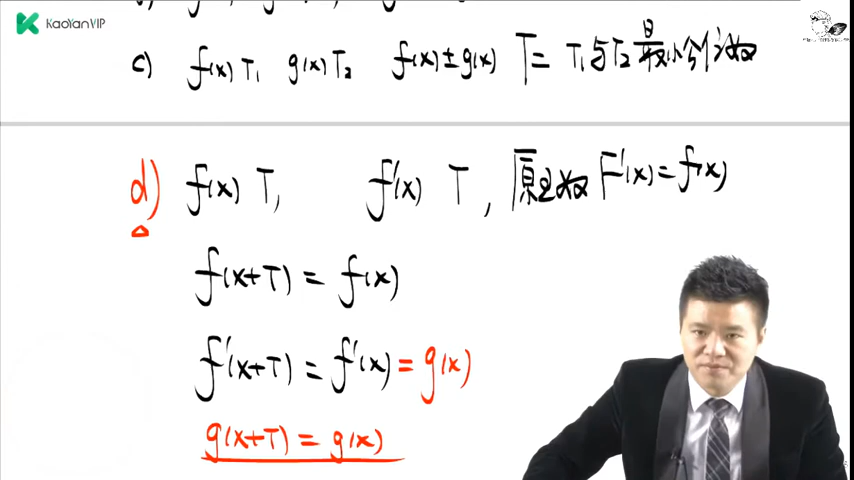 KaoYanVIP
c) f(x) T₁ g(x) T₂ f(x)±g(x) T= T₁与T₂最小公倍数
d) f(x) T, f'(x) T, 原函数 F'(x)=f(x)
f(x+T) = f(x)
f'(x+T) = f'(x) = g(x)
g(x+T) = g(x)